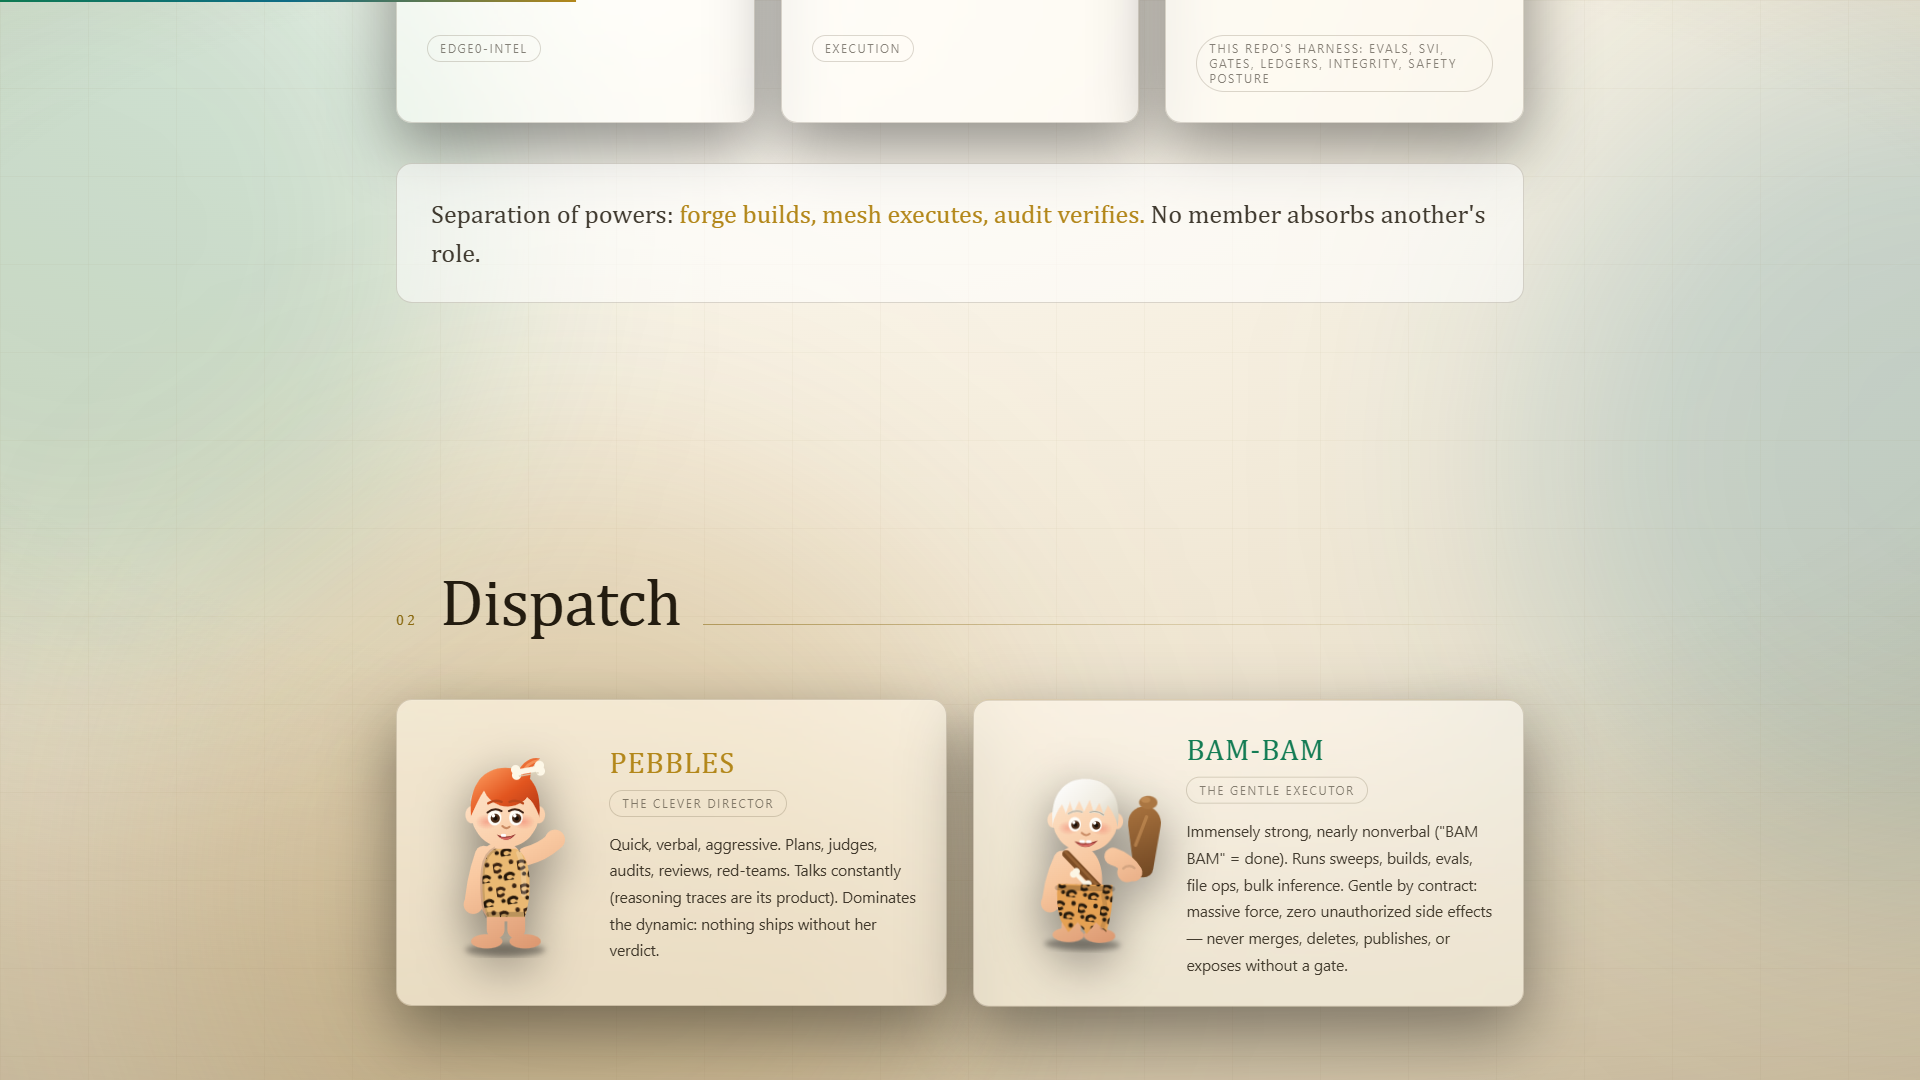 EDGE0-INTEL
EXECUTION
THIS REPO'S HARNESS: EVALS, SVI,
GATES, LEDGERS, INTEGRITY, SAFETY
POSTURE
Separation of powers: forge builds, mesh executes, audit verifies. No member absorbs another's
role.
02 Dispatch
PEBBLES
THE CLEVER DIRECTOR
Quick, verbal, aggressive. Plans, judges,
audits, reviews, red-teams. Talks constantly
(reasoning traces are its product). Dominates
the dynamic: nothing ships without her
verdict.
BAM-BAM
THE GENTLE EXECUTOR
Immensely strong, nearly nonverbal ("BAM
BAM" = done). Runs sweeps, builds, evals,
file ops, bulk inference. Gentle by contract:
massive force, zero unauthorized side effects
— never merges, deletes, publishes, or
exposes without a gate.